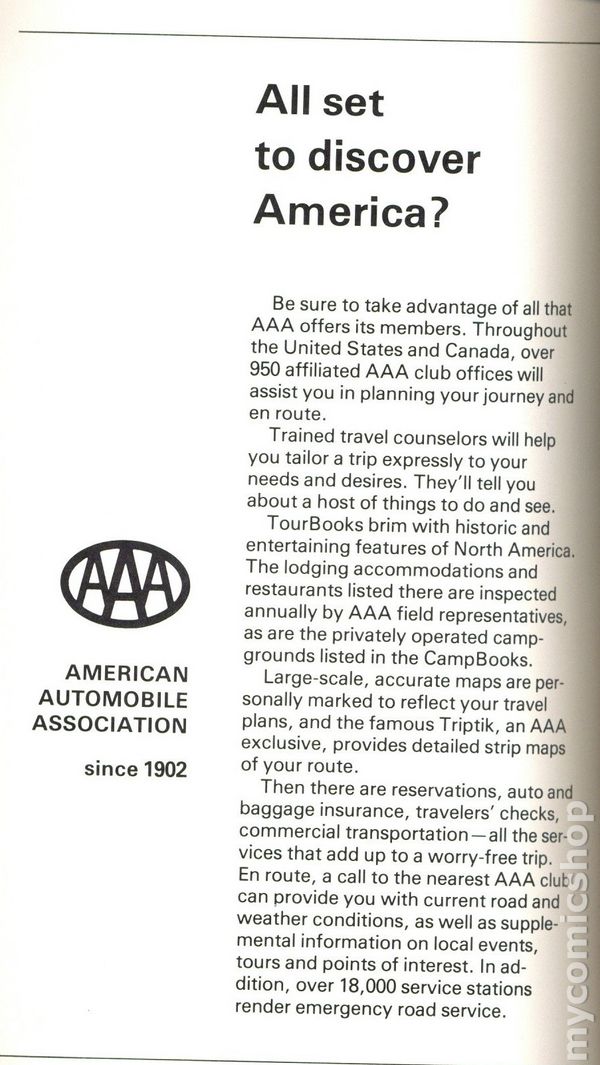 All set
to discover
America?
Be sure to take advantage of all that
AAA offers its members. Throughout
the United States and Canada, over
950 affiliated AAA club offices will
assist you in planning your journey and
en route.
Trained travel counselors will help
you tailor a trip expressly to your
needs and desires. They'll tell you
about a host of things to do and see.
TourBooks brim with historic and
entertaining features of North America.
The lodging accommodations and
restaurants listed there are inspected
annually by AAA field representatives,
as are the privately operated camp-
grounds listed in the CampBooks.
Large-scale, accurate maps are per-
sonally marked to reflect your travel
plans, and the famous Triptik, an AAA
exclusive, provides detailed strip maps
of your route.
Then there are reservations, auto and
baggage insurance, travelers' checks,
commercial transportation—all the ser-
vices that add up to a worry-free trip.
En route, a call to the nearest AAA club
can provide you with current road and
weather conditions, as well as supple-
mental information on local events,
tours and points of interest. In ad-
dition, over 18,000 service stations
render emergency road service.
AAA
AMERICAN
AUTOMOBILE
ASSOCIATION
since 1902
mycomicshop